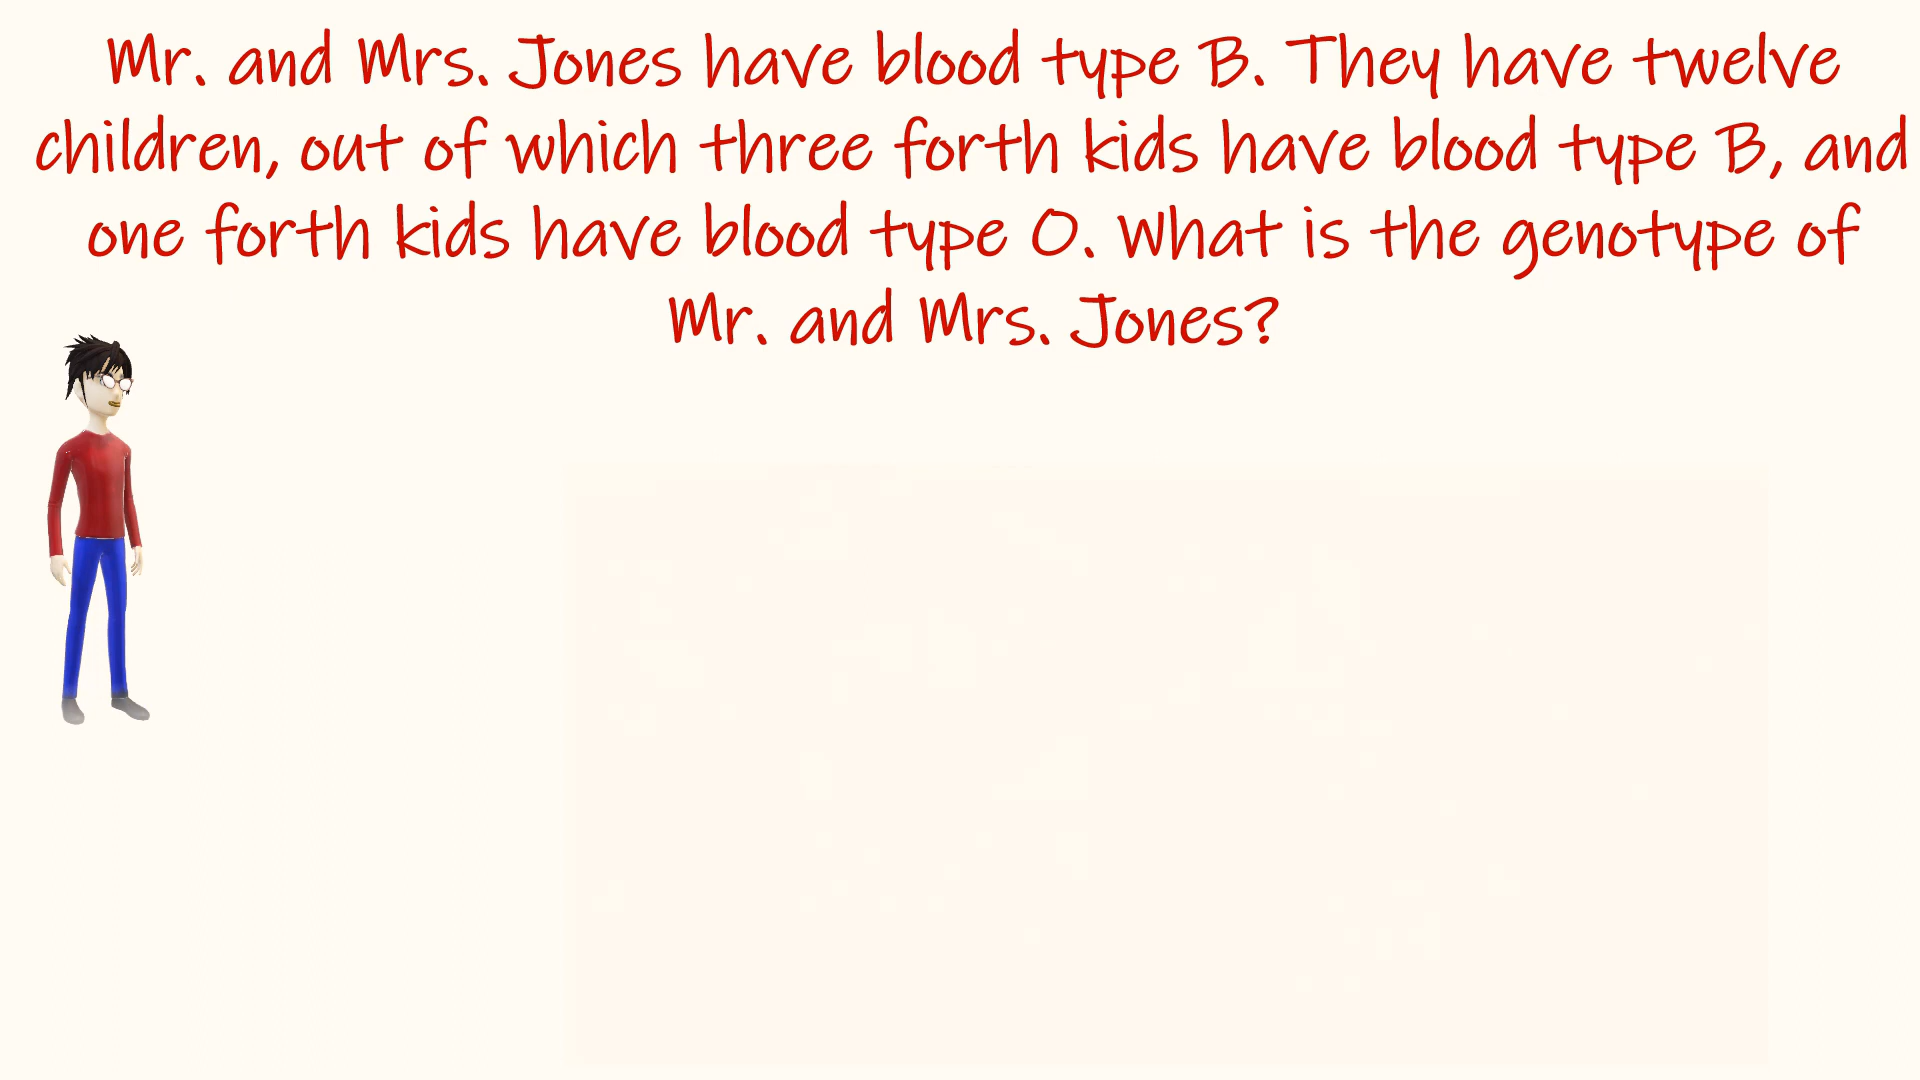 Mr. and Mrs. Jones have blood type B. They have twelve
children, out of which three forth kids have blood type B, and
one forth kids have blood type O. What is the genotype of
Mr. and Mrs. Jones?